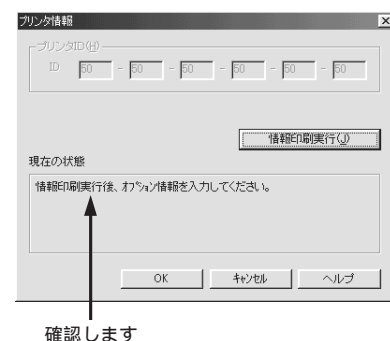 プリンタ情報
プリンタID(H)
ID 50 - 50 - 50 - 50 - 50 - 50
情報印刷実行(J)
現在の状態
情報印刷実行後、オプション情報を入力してください。
OK キャンセル ヘルプ
確認します